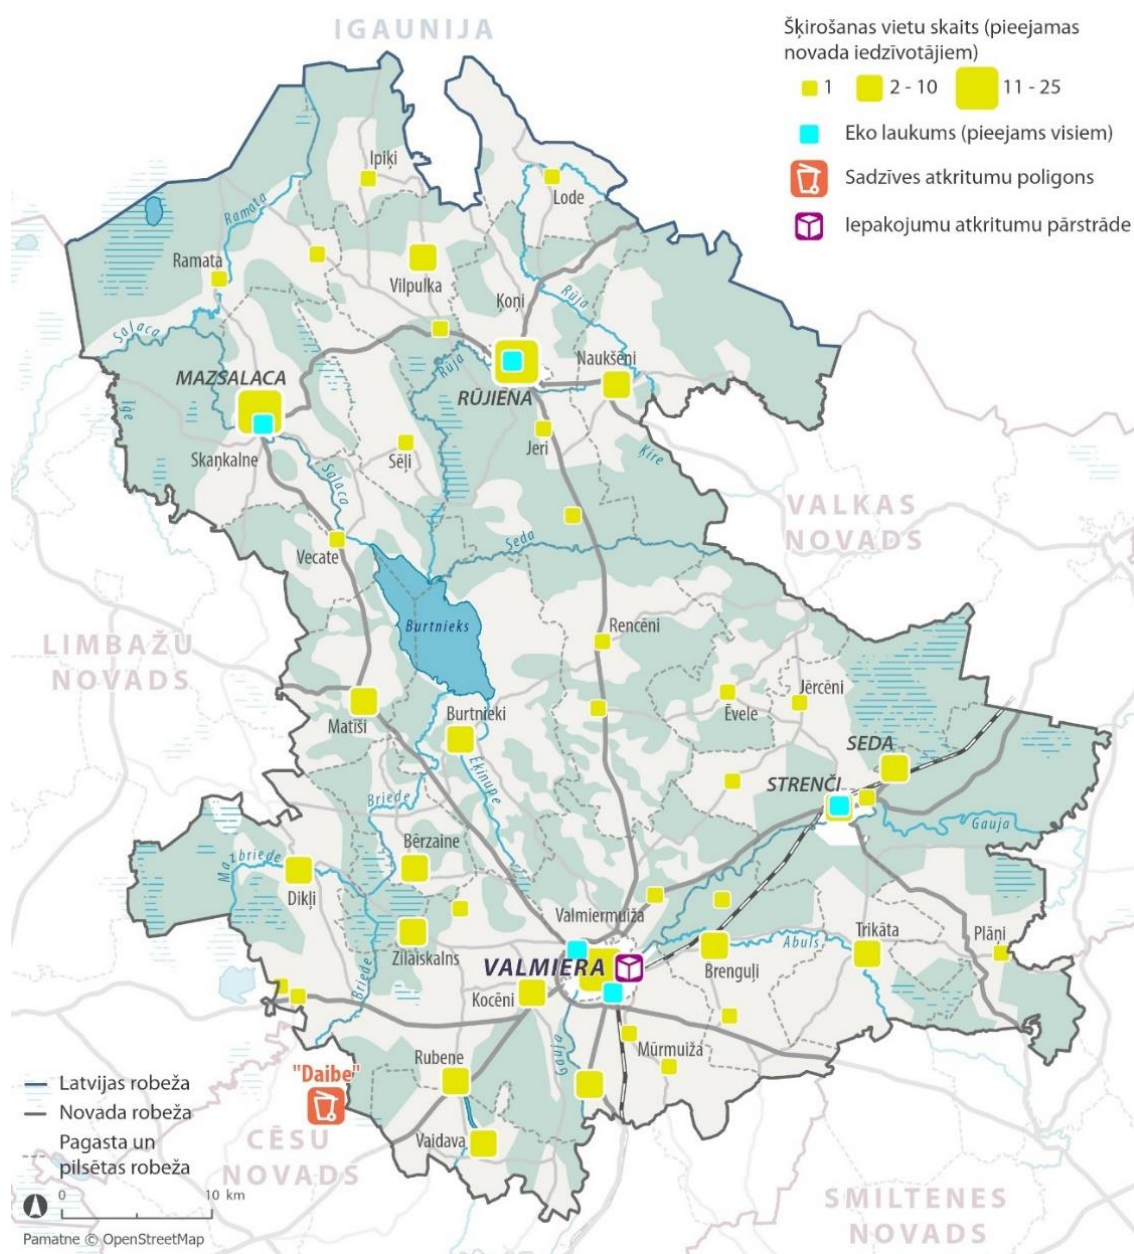 IGAUNIJA
Šķirošanas vietu skaits (pieejamas
novada iedzīvotājiem)
1
2 - 10
11 - 25
Eko laukums (pieejams visiem)
Sadzīves atkritumu poligons
Iepakojumu atkritumu pārstrāde
Ipiķi
Lode
Ramata
Ramata
Vilpulka
Ķoņi
Rūja
Salaca
Rūja
Naukšēni
MAZSALACA
RŪJIENA
Iģe
Jeri
Skaņkalne
Sēļi
Ķire
Salaca
VALKAS
NOVADS
Vecate
Seda
Burtnieks
Rencēni
LIMBAŽU
NOVADS
Jērcēni
Ēvele
Matīši
Burtnieki
SEDA
Eķinupe
STRENČI
Briede
Gauja
Mazbriede
Bērzaine
Dikļi
Valmiermuiža
Abuls
Trikāta
Plāņi
Zilaiskalns
VALMIERA
Brenguļi
Briede
Kocēni
Gauja
Mūrmuiža
Rubene
"Daibe"
Latvijas robeža
Novada robeža
Pagasta un
pilsētas robeža
CĒSU
NOVADS
Vaidava
SMILTENES
NOVADS
0 10 km
Pamatne © OpenStreetMap